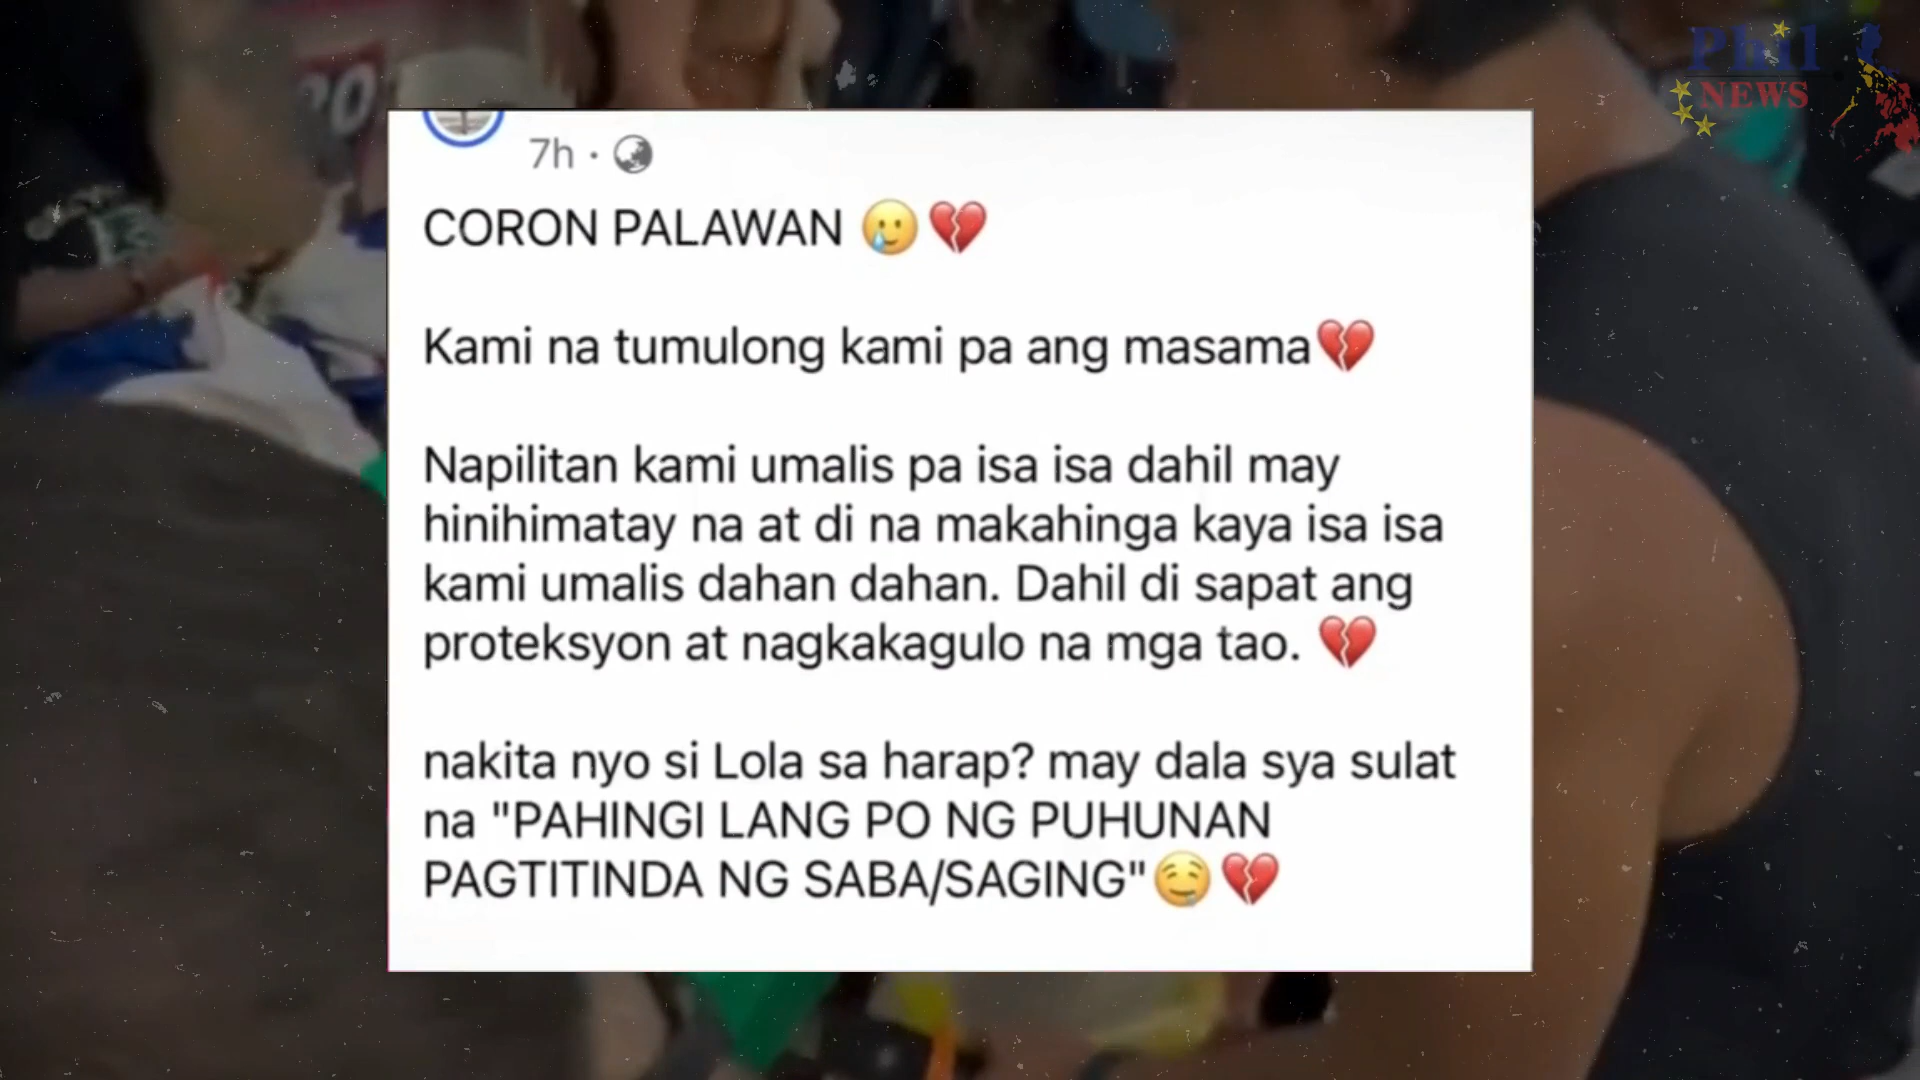 Phil
NEWS
20
7h ·
CORON PALAWAN 🥲💔
Kami na tumulong kami pa ang masama💔
Napilitan kami umalis pa isa isa dahil may
hinihimatay na at di na makahinga kaya isa isa
kami umalis dahan dahan. Dahil di sapat ang
proteksyon at nagkakagulo na mga tao. 💔
nakita nyo si Lola sa harap? may dala sya sulat
na "PAHINGI LANG PO NG PUHUNAN
PAGTITINDA NG SABA/SAGING"🤤💔